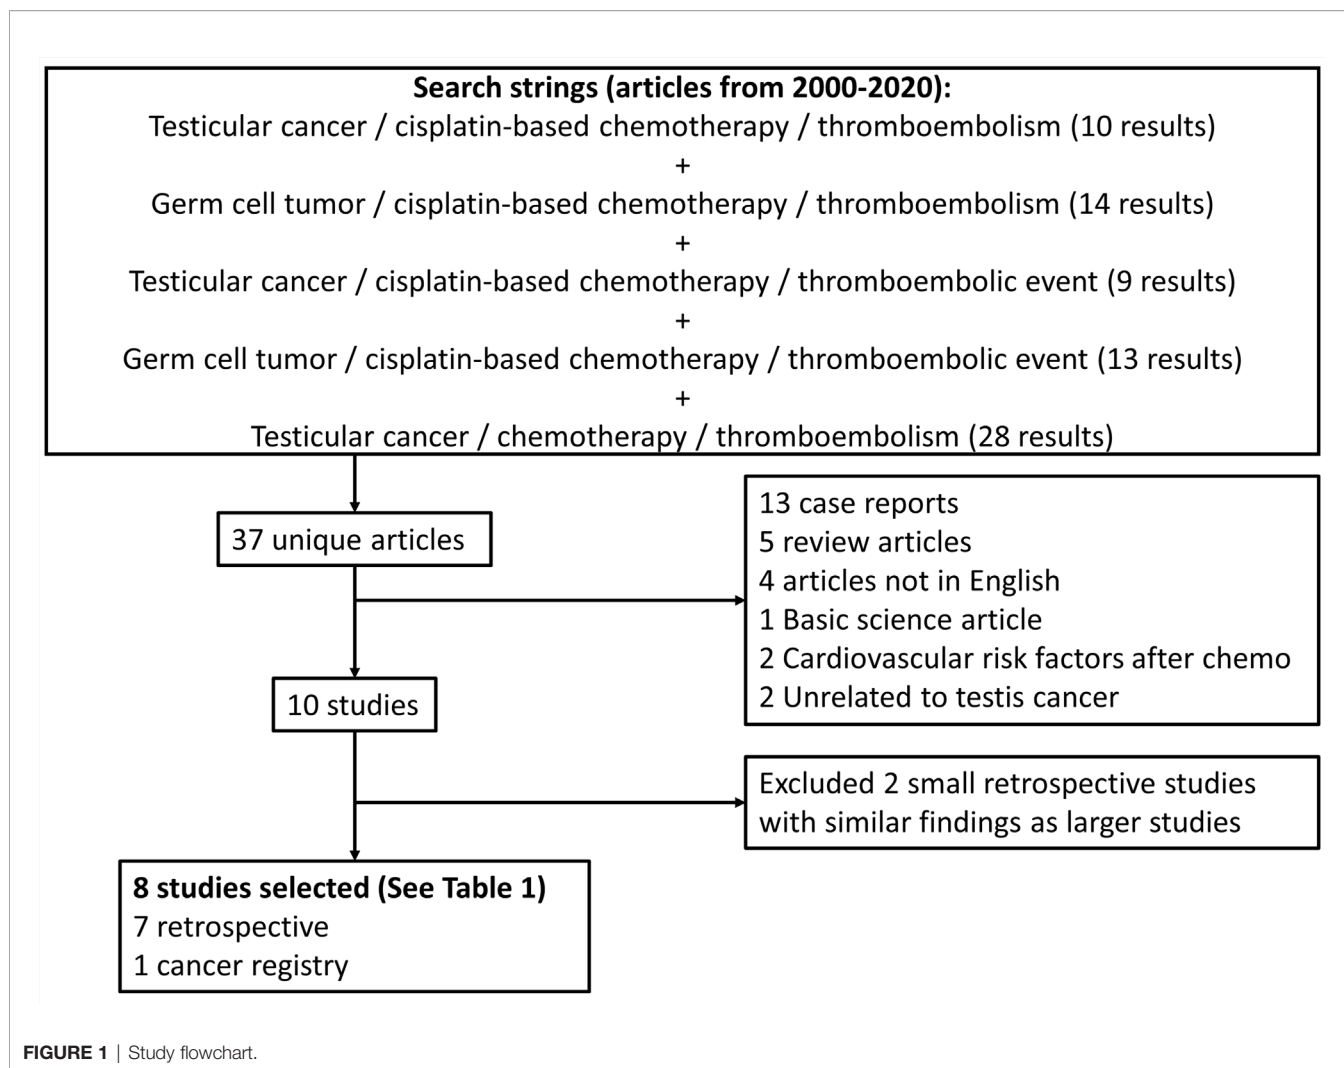 Search strings (articles from 2000-2020):
Testicular cancer / cisplatin-based chemotherapy / thromboembolism (10 results)
+
Germ cell tumor / cisplatin-based chemotherapy / thromboembolism (14 results)
+
Testicular cancer / cisplatin-based chemotherapy / thromboembolic event (9 results)
+
Germ cell tumor / cisplatin-based chemotherapy / thromboembolic event (13 results)
+
Testicular cancer / chemotherapy / thromboembolism (28 results)
37 unique articles
13 case reports
5 review articles
4 articles not in English
1 Basic science article
2 Cardiovascular risk factors after chemo
2 Unrelated to testis cancer
10 studies
Excluded 2 small retrospective studies
with similar findings as larger studies
8 studies selected (See Table 1)
7 retrospective
1 cancer registry
FIGURE 1 | Study flowchart.